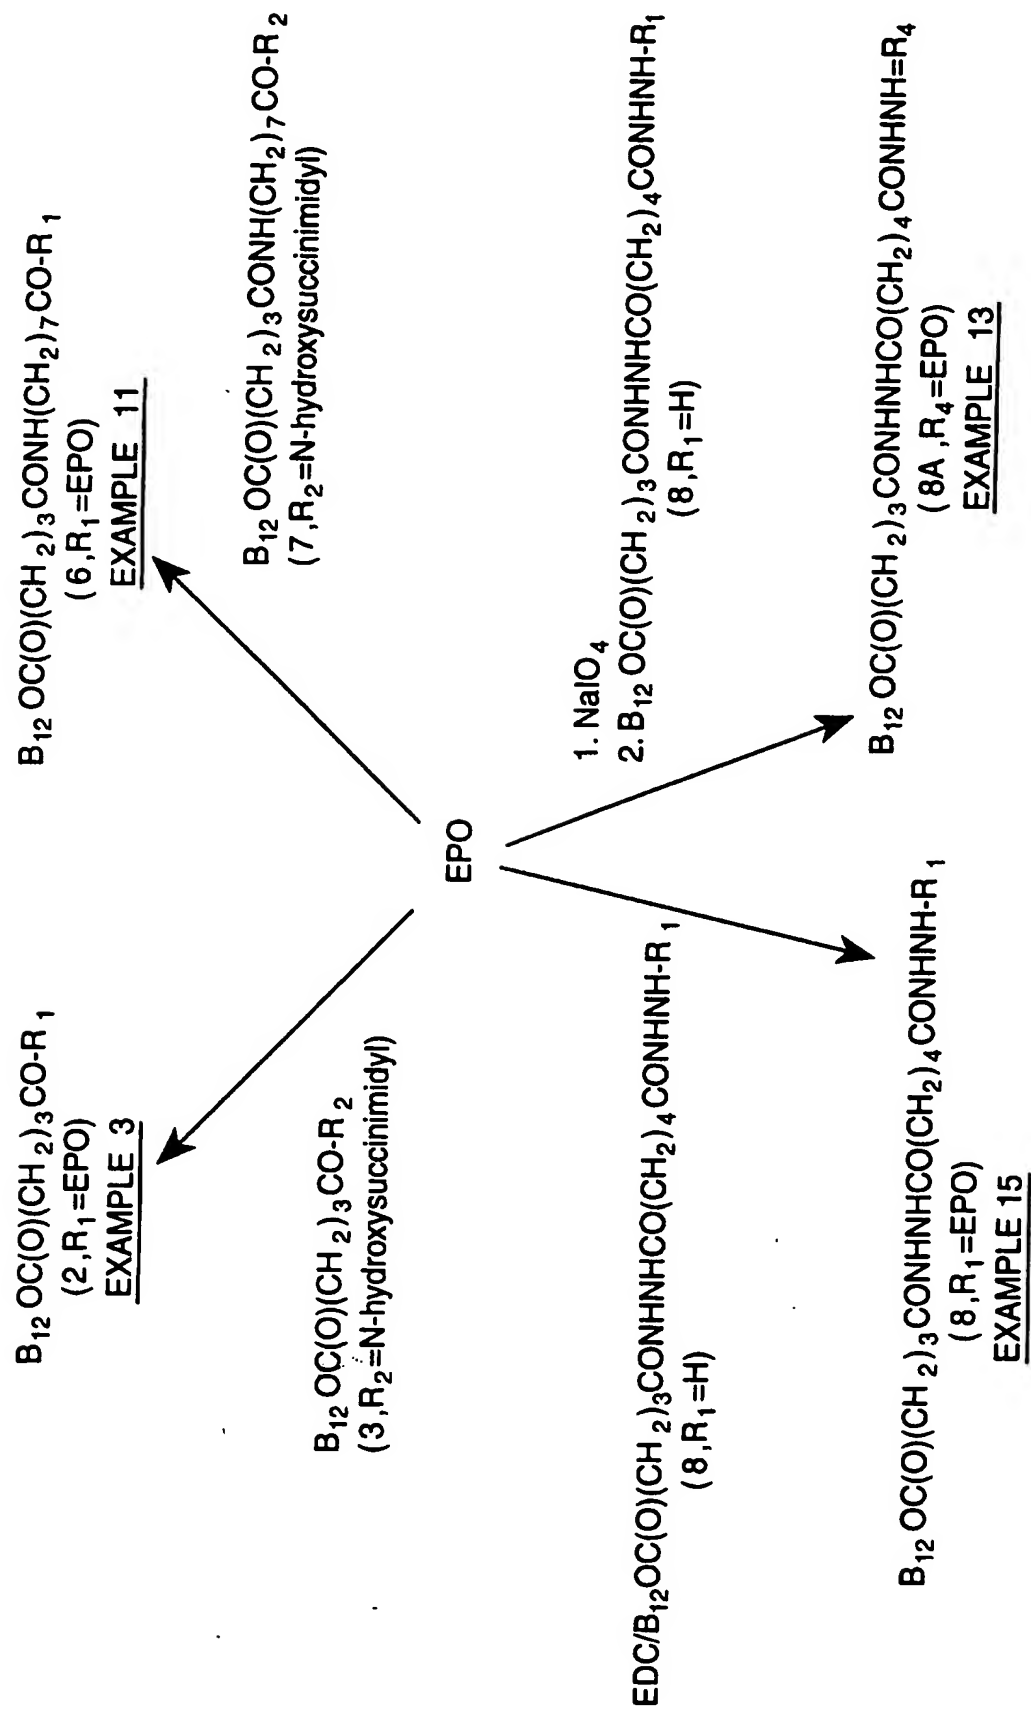 B12 OC(O)(CH2)3CO-R1
(2,R1=EPO)
EXAMPLE 3
B12 OC(O)(CH2)3CONH(CH2)7CO-R1
(6,R1=EPO)
EXAMPLE 11
B12 OC(O)(CH2)3CO-R2
(3,R2=N-hydroxysuccinimidyl)
B12 OC(O)(CH2)3CONH(CH2)7CO-R2
(7,R2=N-hydroxysuccinimidyl)
EPO
EDC/B12OC(O)(CH2)3CONHNHCO(CH2)4CONHNH-R1
(8,R1=H)
1. NaIO4
2. B12 OC(O)(CH2)3CONHNHCO(CH2)4CONHNH-R1
(8,R1=H)
B12 OC(O)(CH2)3CONHNHCO(CH2)4CONHNH-R1
(8,R1=EPO)
EXAMPLE 15
B12 OC(O)(CH2)3CONHNHCO(CH2)4CONHNH=R4
(8A,R4=EPO)
EXAMPLE 13